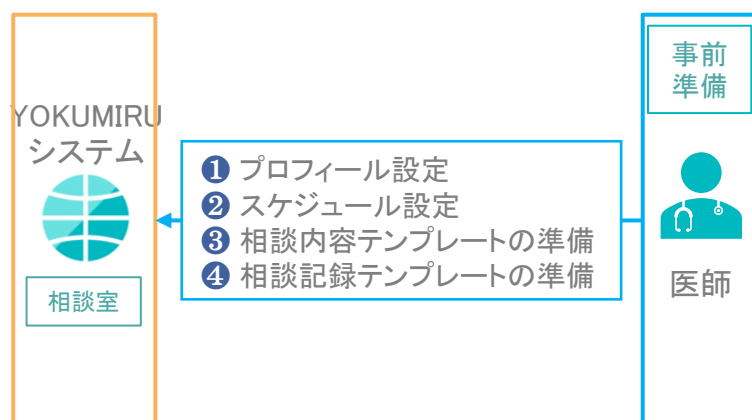 YOKUMIRU
システム
相談室
❶ プロフィール設定
❷ スケジュール設定
❸ 相談内容テンプレートの準備
❹ 相談記録テンプレートの準備
事前
準備
医師